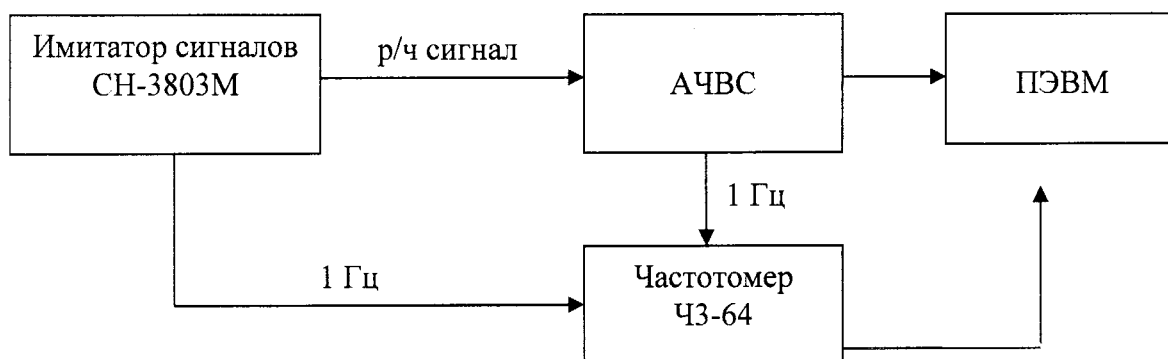 Имитатор сигналов
СН-3803М
р/ч сигнал
АЧВС
ПЭВМ
1 Гц
1 Гц
Частотомер
Ч3-64